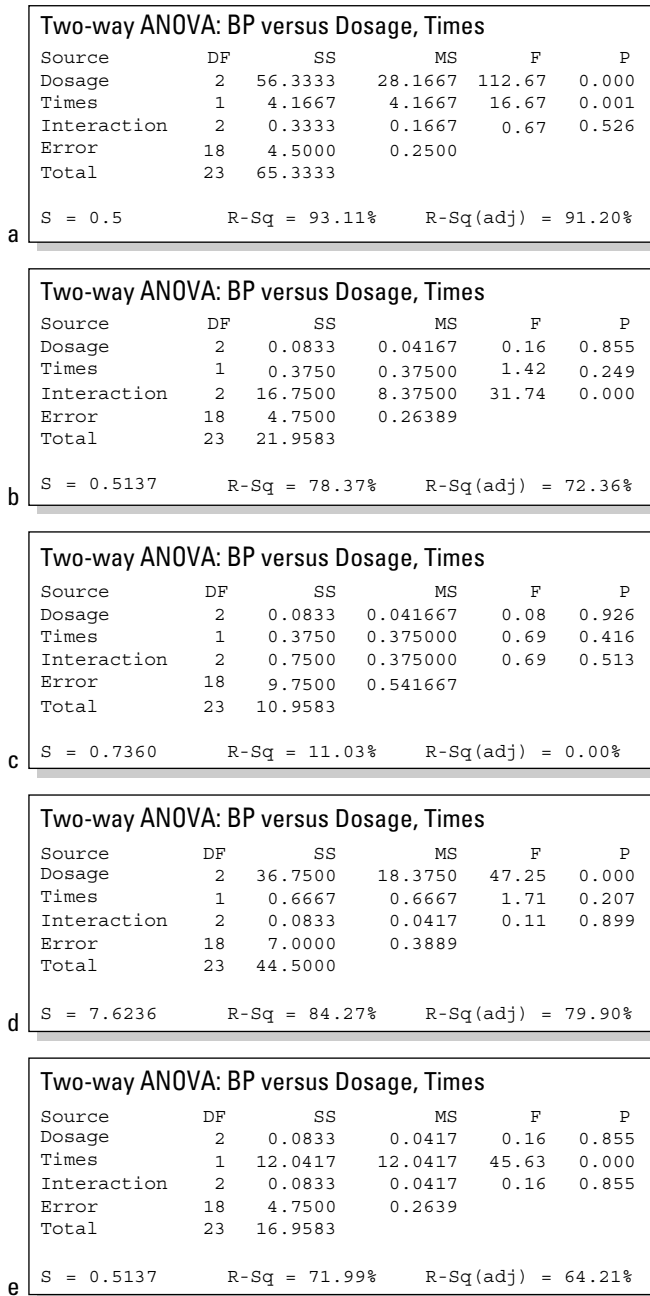 Two-way ANOVA: BP versus Dosage, Times
Source DF SS MS F P
Dosage 2 56.3333 28.1667 112.67 0.000
Times 1 4.1667 4.1667 16.67 0.001
Interaction 2 0.3333 0.1667 0.67 0.526
Error 18 4.5000 0.2500
Total 23 65.3333
S = 0.5 R-Sq = 93.11% R-Sq(adj) = 91.20%
a
Two-way ANOVA: BP versus Dosage, Times
Source DF SS MS F P
Dosage 2 0.0833 0.04167 0.16 0.855
Times 1 0.3750 0.37500 1.42 0.249
Interaction 2 16.7500 8.37500 31.74 0.000
Error 18 4.7500 0.26389
Total 23 21.9583
S = 0.5137 R-Sq = 78.37% R-Sq(adj) = 72.36%
b
Two-way ANOVA: BP versus Dosage, Times
Source DF SS MS F P
Dosage 2 0.0833 0.041667 0.08 0.926
Times 1 0.3750 0.375000 0.69 0.416
Interaction 2 0.7500 0.375000 0.69 0.513
Error 18 9.7500 0.541667
Total 23 10.9583
S = 0.7360 R-Sq = 11.03% R-Sq(adj) = 0.00%
c
Two-way ANOVA: BP versus Dosage, Times
Source DF SS MS F P
Dosage 2 36.7500 18.3750 47.25 0.000
Times 1 0.6667 0.6667 1.71 0.207
Interaction 2 0.0833 0.0417 0.11 0.899
Error 18 7.0000 0.3889
Total 23 44.5000
S = 7.6236 R-Sq = 84.27% R-Sq(adj) = 79.90%
d
Two-way ANOVA: BP versus Dosage, Times
Source DF SS MS F P
Dosage 2 0.0833 0.0417 0.16 0.855
Times 1 12.0417 12.0417 45.63 0.000
Interaction 2 0.0833 0.0417 0.16 0.855
Error 18 4.7500 0.2639
Total 23 16.9583
S = 0.5137 R-Sq = 71.99% R-Sq(adj) = 64.21%
e